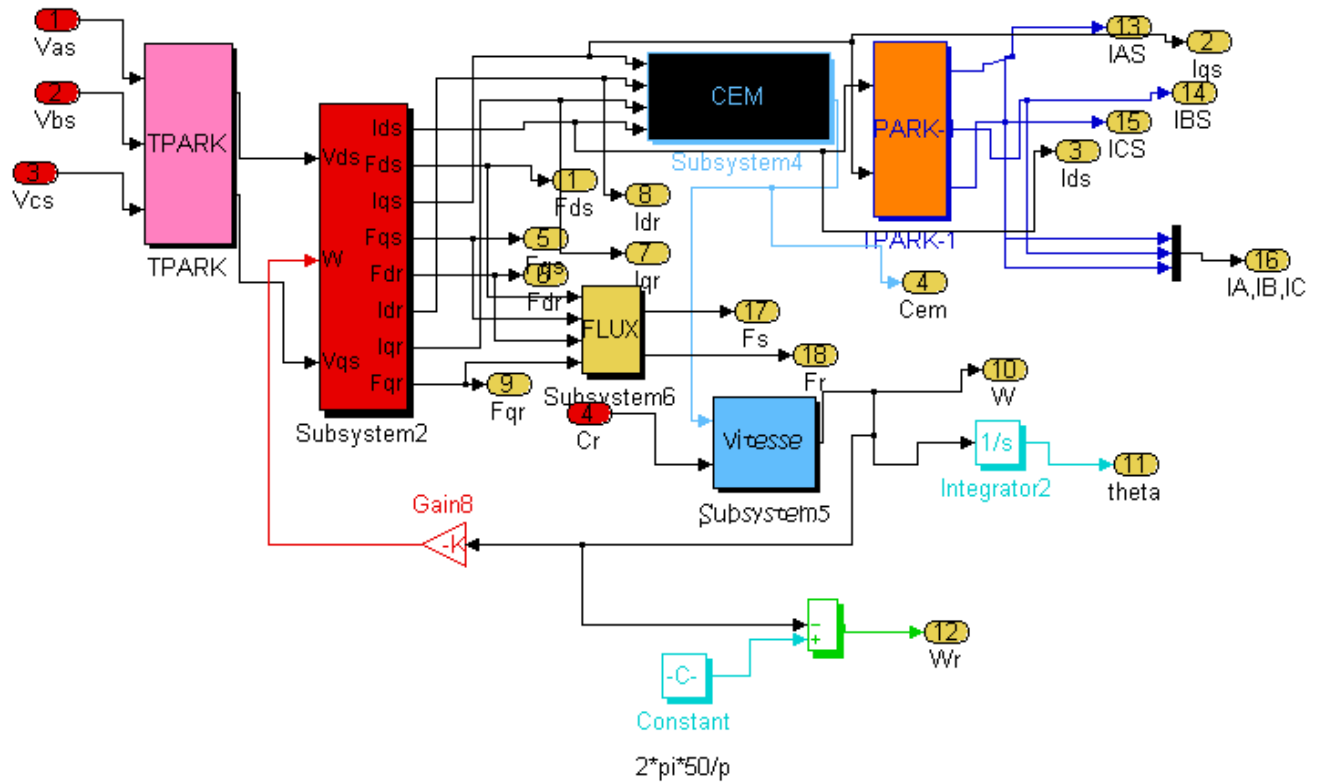 1
Vas
2
Vbs
3
Vcs
TPARK
TPARK
Vds
W
Vqs
Ids
Fds
Iqs
Fqs
Fdr
Idr
Iqr
Fqr
Subsystem2
1
Fds
5
Fqs
6
Fdr
8
Idr
7
Iqr
9
Fqr
CEM
Subsystem4
PARK-
TPARK-1
13
IAS
2
Iqs
14
IBS
15
ICS
3
Ids
16
IA,IB,IC
4
Cem
FLUX
Subsystem6
17
Fs
18
Fr
4
Cr
Vitesse
Subsystem5
10
W
1/s
Integrator2
11
theta
Gain8
-K
12
Wr
-
+
-C-
Constant
2*pi*50/p